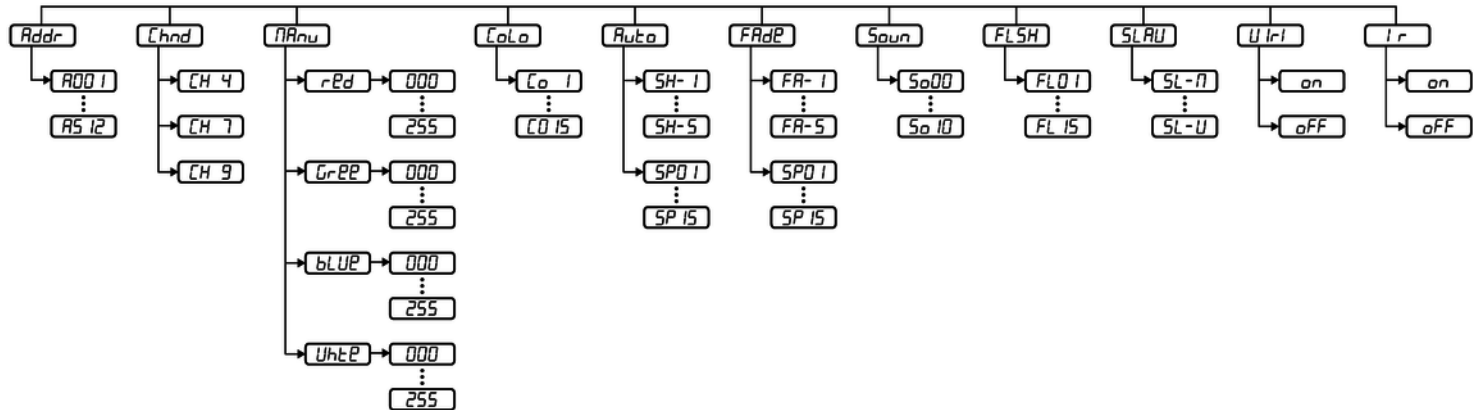 Addr Chnd MAnu CoLo Auto FAde Soun FLSH SLAU UIrI Ir
A001 CH 4 red 000 Co 1 SH-1 FA-1 So00 FL01 SL-M on on
A512 CH 7 255 CO15 SH-5 FA-5 So10 FL15 SL-U oFF oFF
CH 9 Gree 000 SP01 SP01
255 SP15 SP15
bLUe 000
255
Uhte 000
255